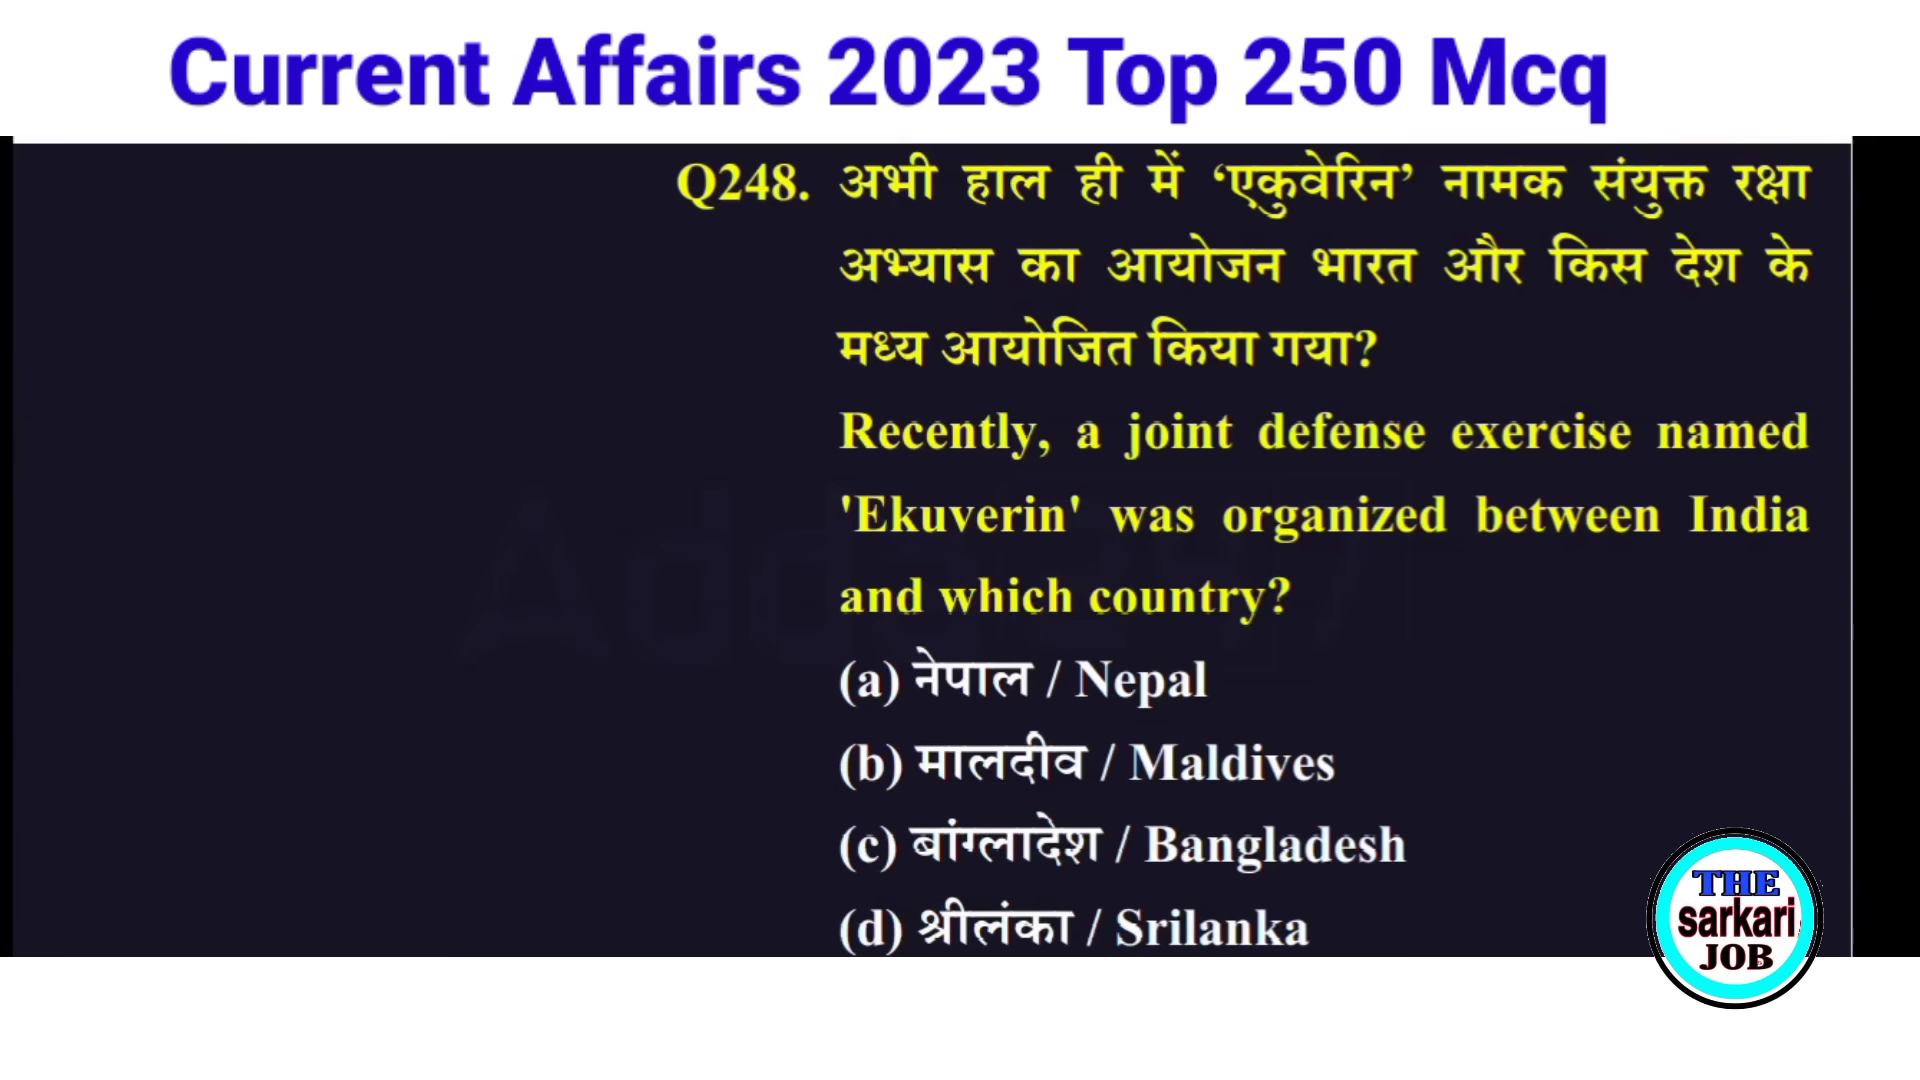 Current Affairs 2023 Top 250 Mcq
Q248. अभी हाल ही में ‘एकुवेरिन’ नामक संयुक्त रक्षा
अभ्यास का आयोजन भारत और किस देश के
मध्य आयोजित किया गया?
Recently, a joint defense exercise named
'Ekuverin' was organized between India
and which country?
(a) नेपाल / Nepal
(b) मालदीव / Maldives
(c) बांग्लादेश / Bangladesh
(d) श्रीलंका / Srilanka
THE
sarkari
JOB